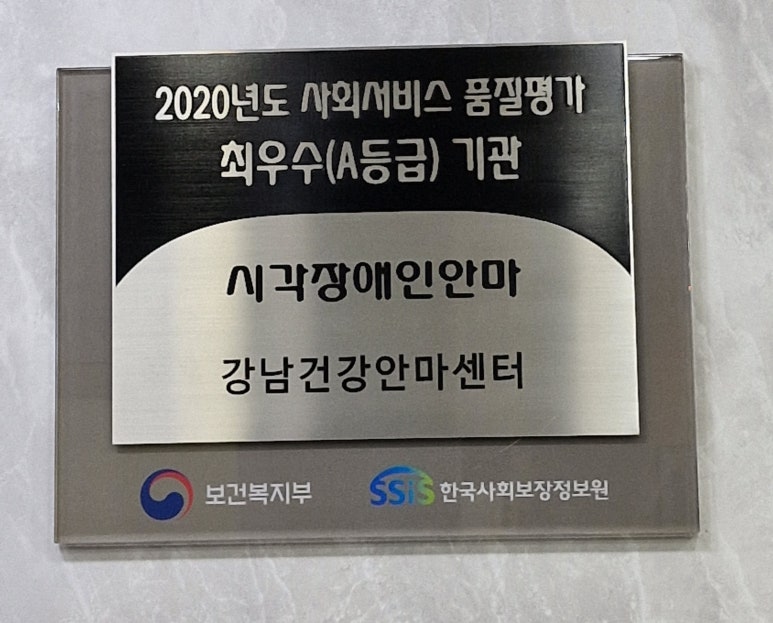 2020년도 사회서비스 품질평가
최우수(A등급) 기관
시각장애인안마
강남건강안마센터
보건복지부
SSiS 한국사회보장정보원